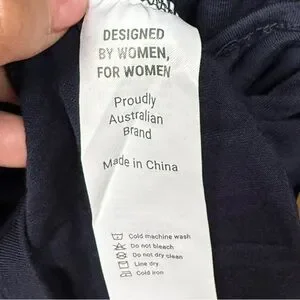 DESIGNED
BY WOMEN,
FOR WOMEN
Proudly
Australian
Brand
Made in China
Cold machine wash
Do not bleach
Do not dry clean
Line dry
Cold iron